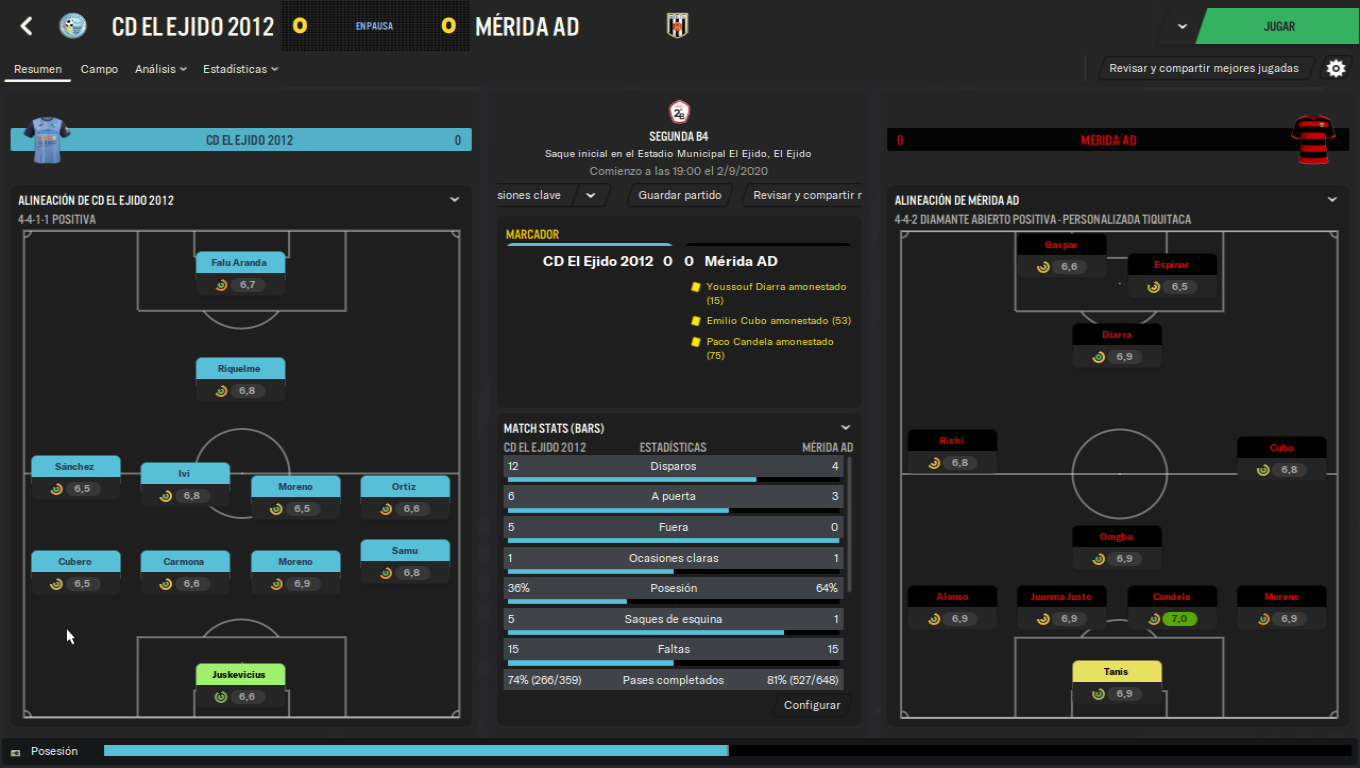 CD EL EJIDO 2012
0
EN PAUSA
0
MÉRIDA AD
JUGAR
Resumen
Campo
Análisis
Estadísticas
Revisar y compartir mejores jugadas
CD EL EJIDO 2012
0
ALINEACIÓN DE CD EL EJIDO 2012
4-4-1-1 POSITIVA
Falu Aranda
6,7
Riquelme
6,8
Sánchez
6,5
Ivi
6,8
Moreno
6,5
Ortiz
6,6
Cubero
6,5
Carmona
6,6
Moreno
6,9
Samu
6,8
Juskevicius
6,6
2ªB
SEGUNDA B4
Saque inicial en el Estadio Municipal El Ejido, El Ejido
Comienzo a las 19:00 el 2/9/2020
siones clave
Guardar partido
Revisar y compartir r
MARCADOR
CD El Ejido 2012 0 0 Mérida AD
Youssouf Diarra amonestado
(15)
Emilio Cubo amonestado (53)
Paco Candela amonestado
(75)
MATCH STATS (BARS)
CD EL EJIDO 2012 ESTADÍSTICAS MÉRIDA AD
12 Disparos 4
6 A puerta 3
5 Fuera 0
1 Ocasiones claras 1
36% Posesión 64%
5 Saques de esquina 1
15 Faltas 15
74% (266/359) Pases completados 81% (527/648)
Configurar
0
MÉRIDA AD
ALINEACIÓN DE MÉRIDA AD
4-4-2 DIAMANTE ABIERTO POSITIVA - PERSONALIZADA TIQUITACA
Gaspar
6,6
Espinar
6,5
Diarra
6,9
Richi
6,8
Cubo
6,8
Omgba
6,9
Alonso
6,9
Juanma Justo
6,9
Candela
7,0
Moreno
6,9
Tanis
6,9
Posesión